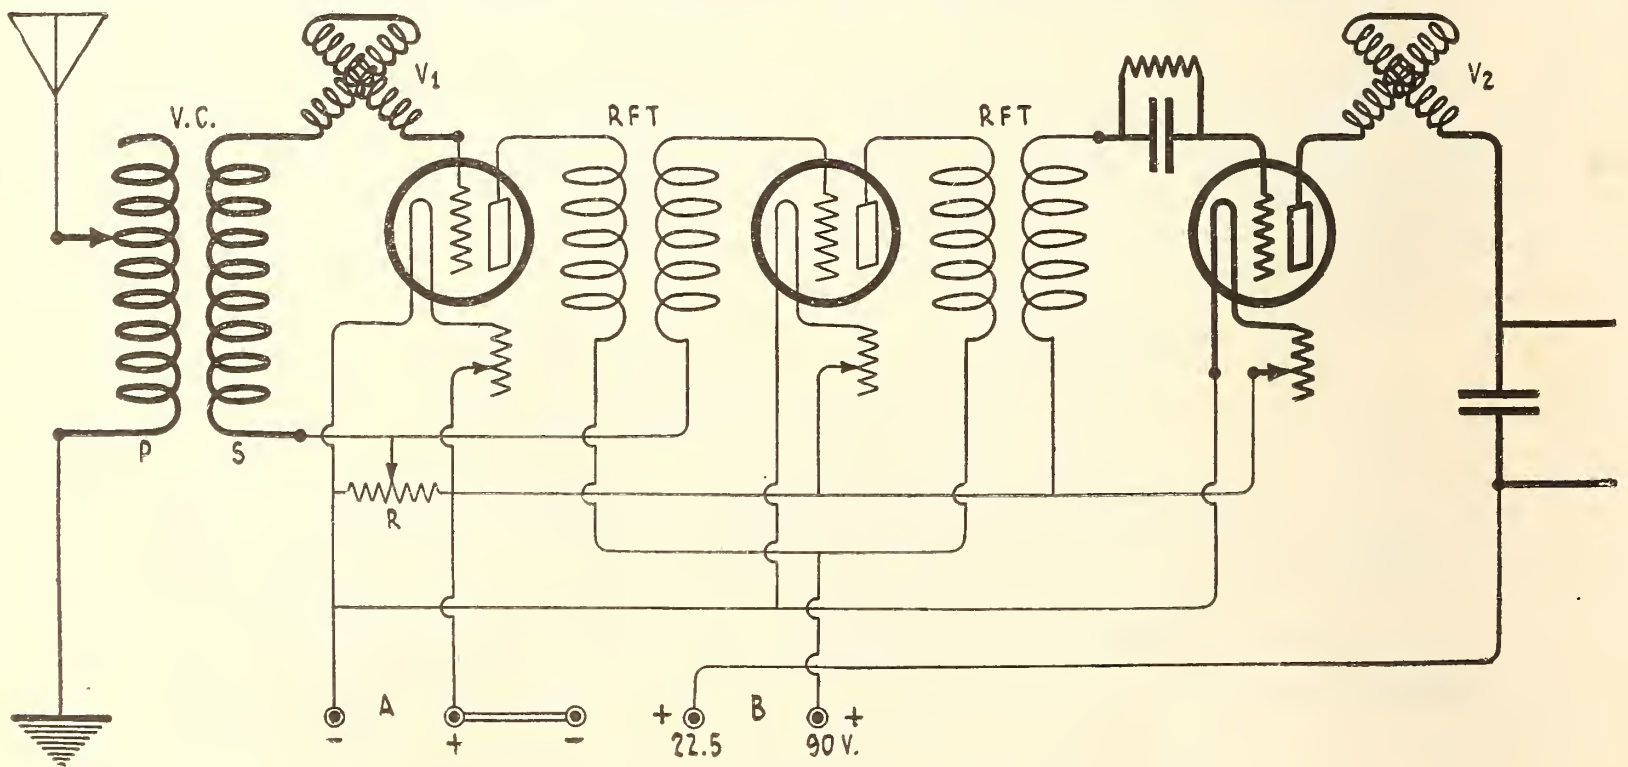 V.C.
V1
RFT
RFT
V2
P
S
R
A
B
- + - + +
22.5
90 V.